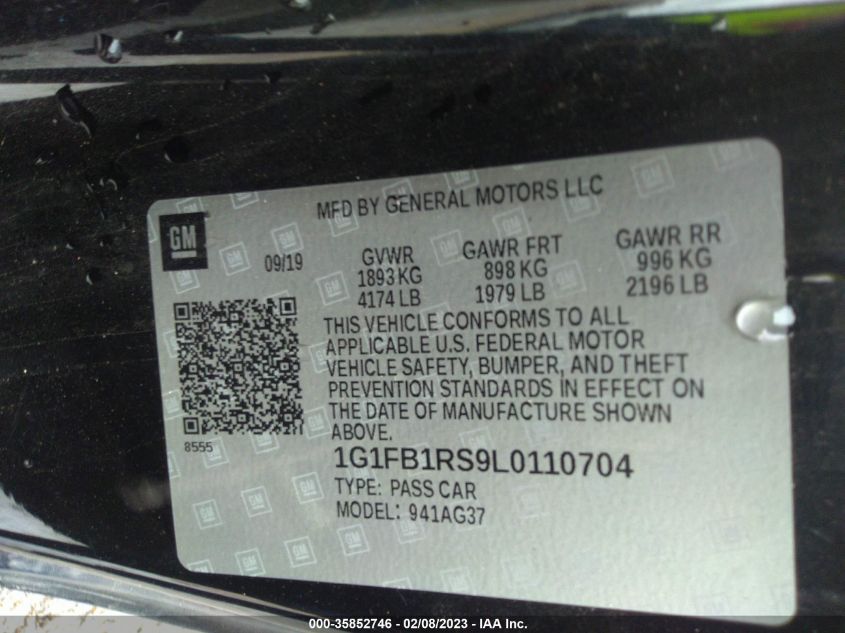 MFD BY GENERAL MOTORS LLC
GM
09/19
GVWR GAWR FRT GAWR RR
1893 KG 898 KG 996 KG
4174 LB 1979 LB 2196 LB
THIS VEHICLE CONFORMS TO ALL
APPLICABLE U.S. FEDERAL MOTOR
VEHICLE SAFETY, BUMPER, AND THEFT
PREVENTION STANDARDS IN EFFECT ON
THE DATE OF MANUFACTURE SHOWN
ABOVE.
8555
1G1FB1RS9L0110704
TYPE: PASS CAR
MODEL: 941AG37
000-35852746 - 02/08/2023 - IAA Inc.